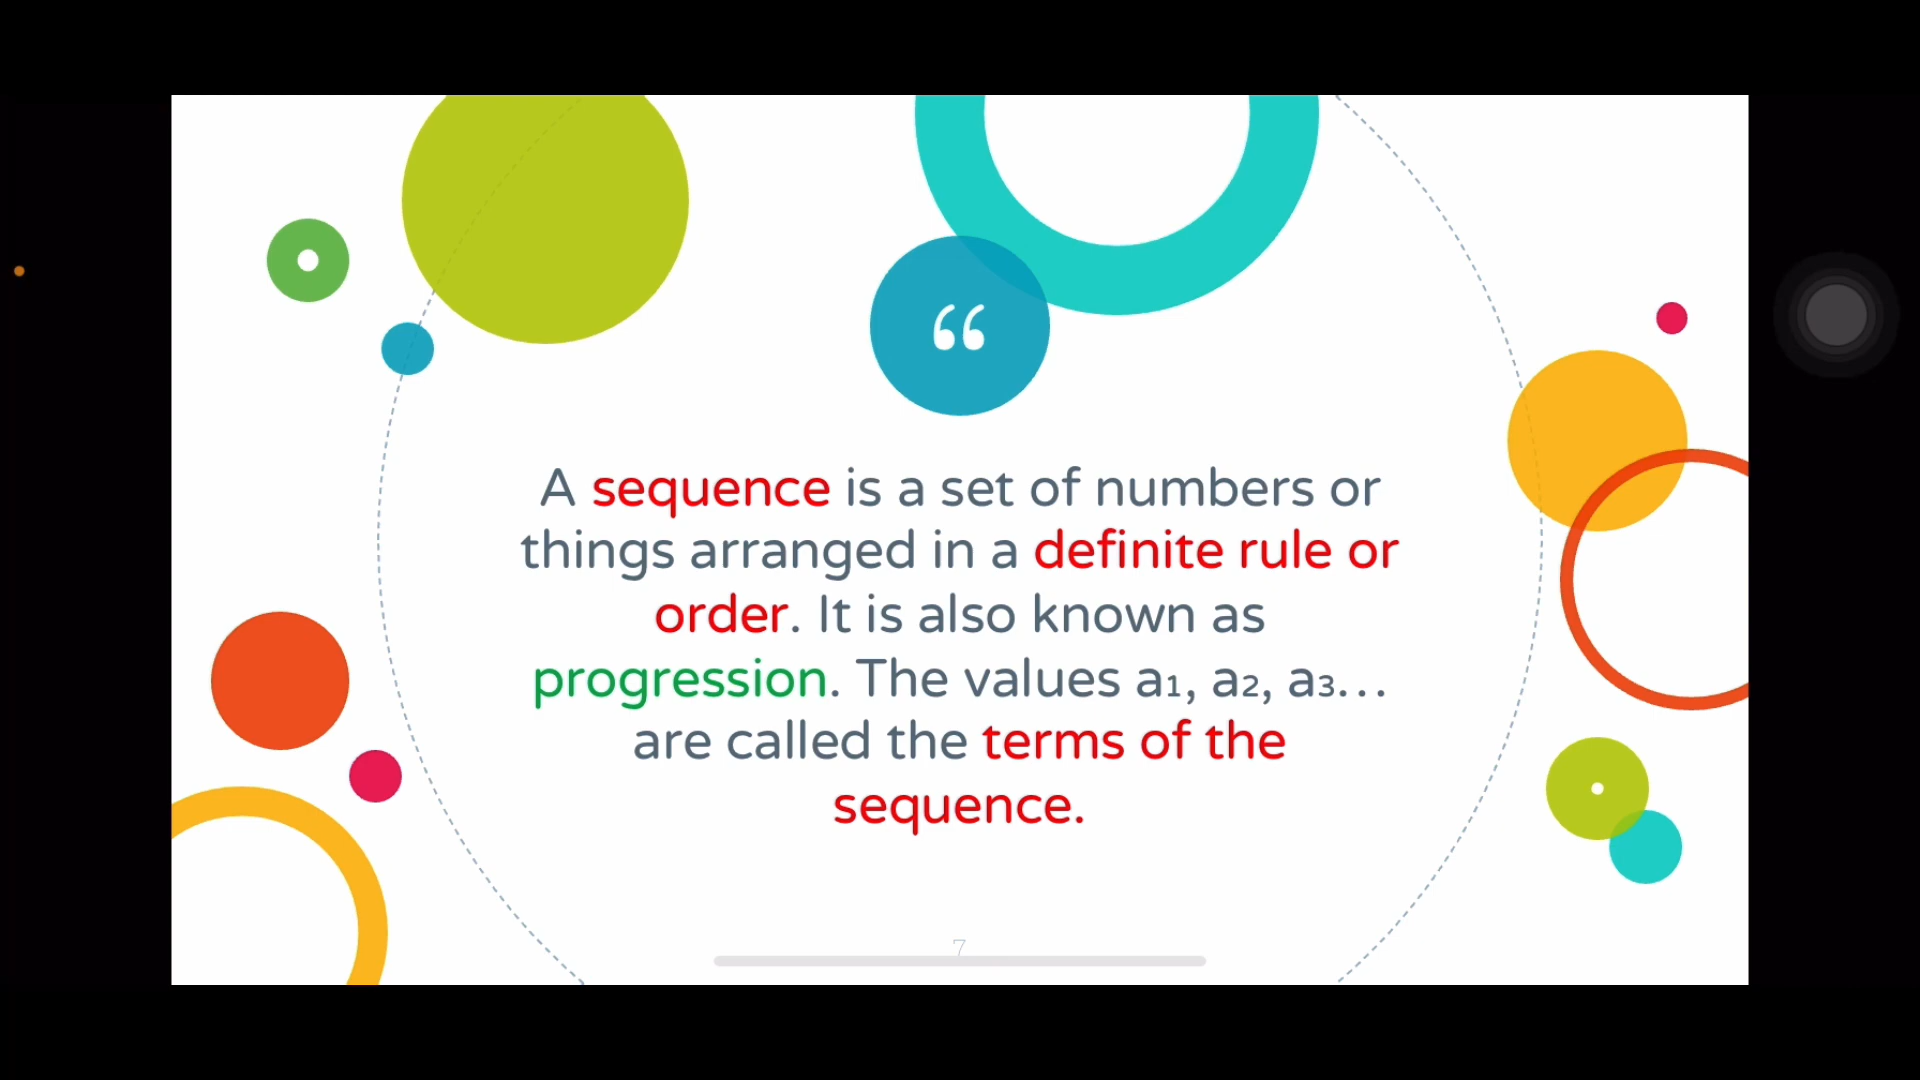 “
A sequence is a set of numbers or
things arranged in a definite rule or
order. It is also known as
progression. The values a₁, a₂, a₃...
are called the terms of the
sequence.
7